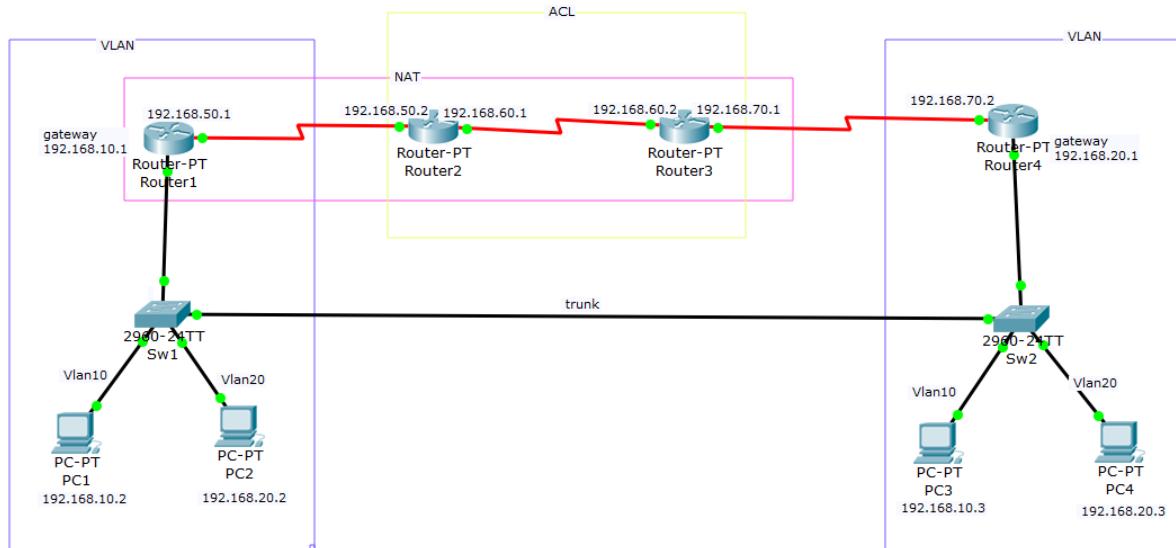 ACL
VLAN
VLAN
NAT
192.168.50.1
192.168.50.2
192.168.60.1
192.168.60.2
192.168.70.1
192.168.70.2
gateway
192.168.10.1
Router-PT
Router1
Router-PT
Router2
Router-PT
Router3
Router-PT
Router4
gateway
192.168.20.1
trunk
2960-24TT
Sw1
2960-24TT
Sw2
Vlan10
Vlan20
Vlan10
Vlan20
PC-PT
PC1
192.168.10.2
PC-PT
PC2
192.168.20.2
PC-PT
PC3
192.168.10.3
PC-PT
PC4
192.168.20.3